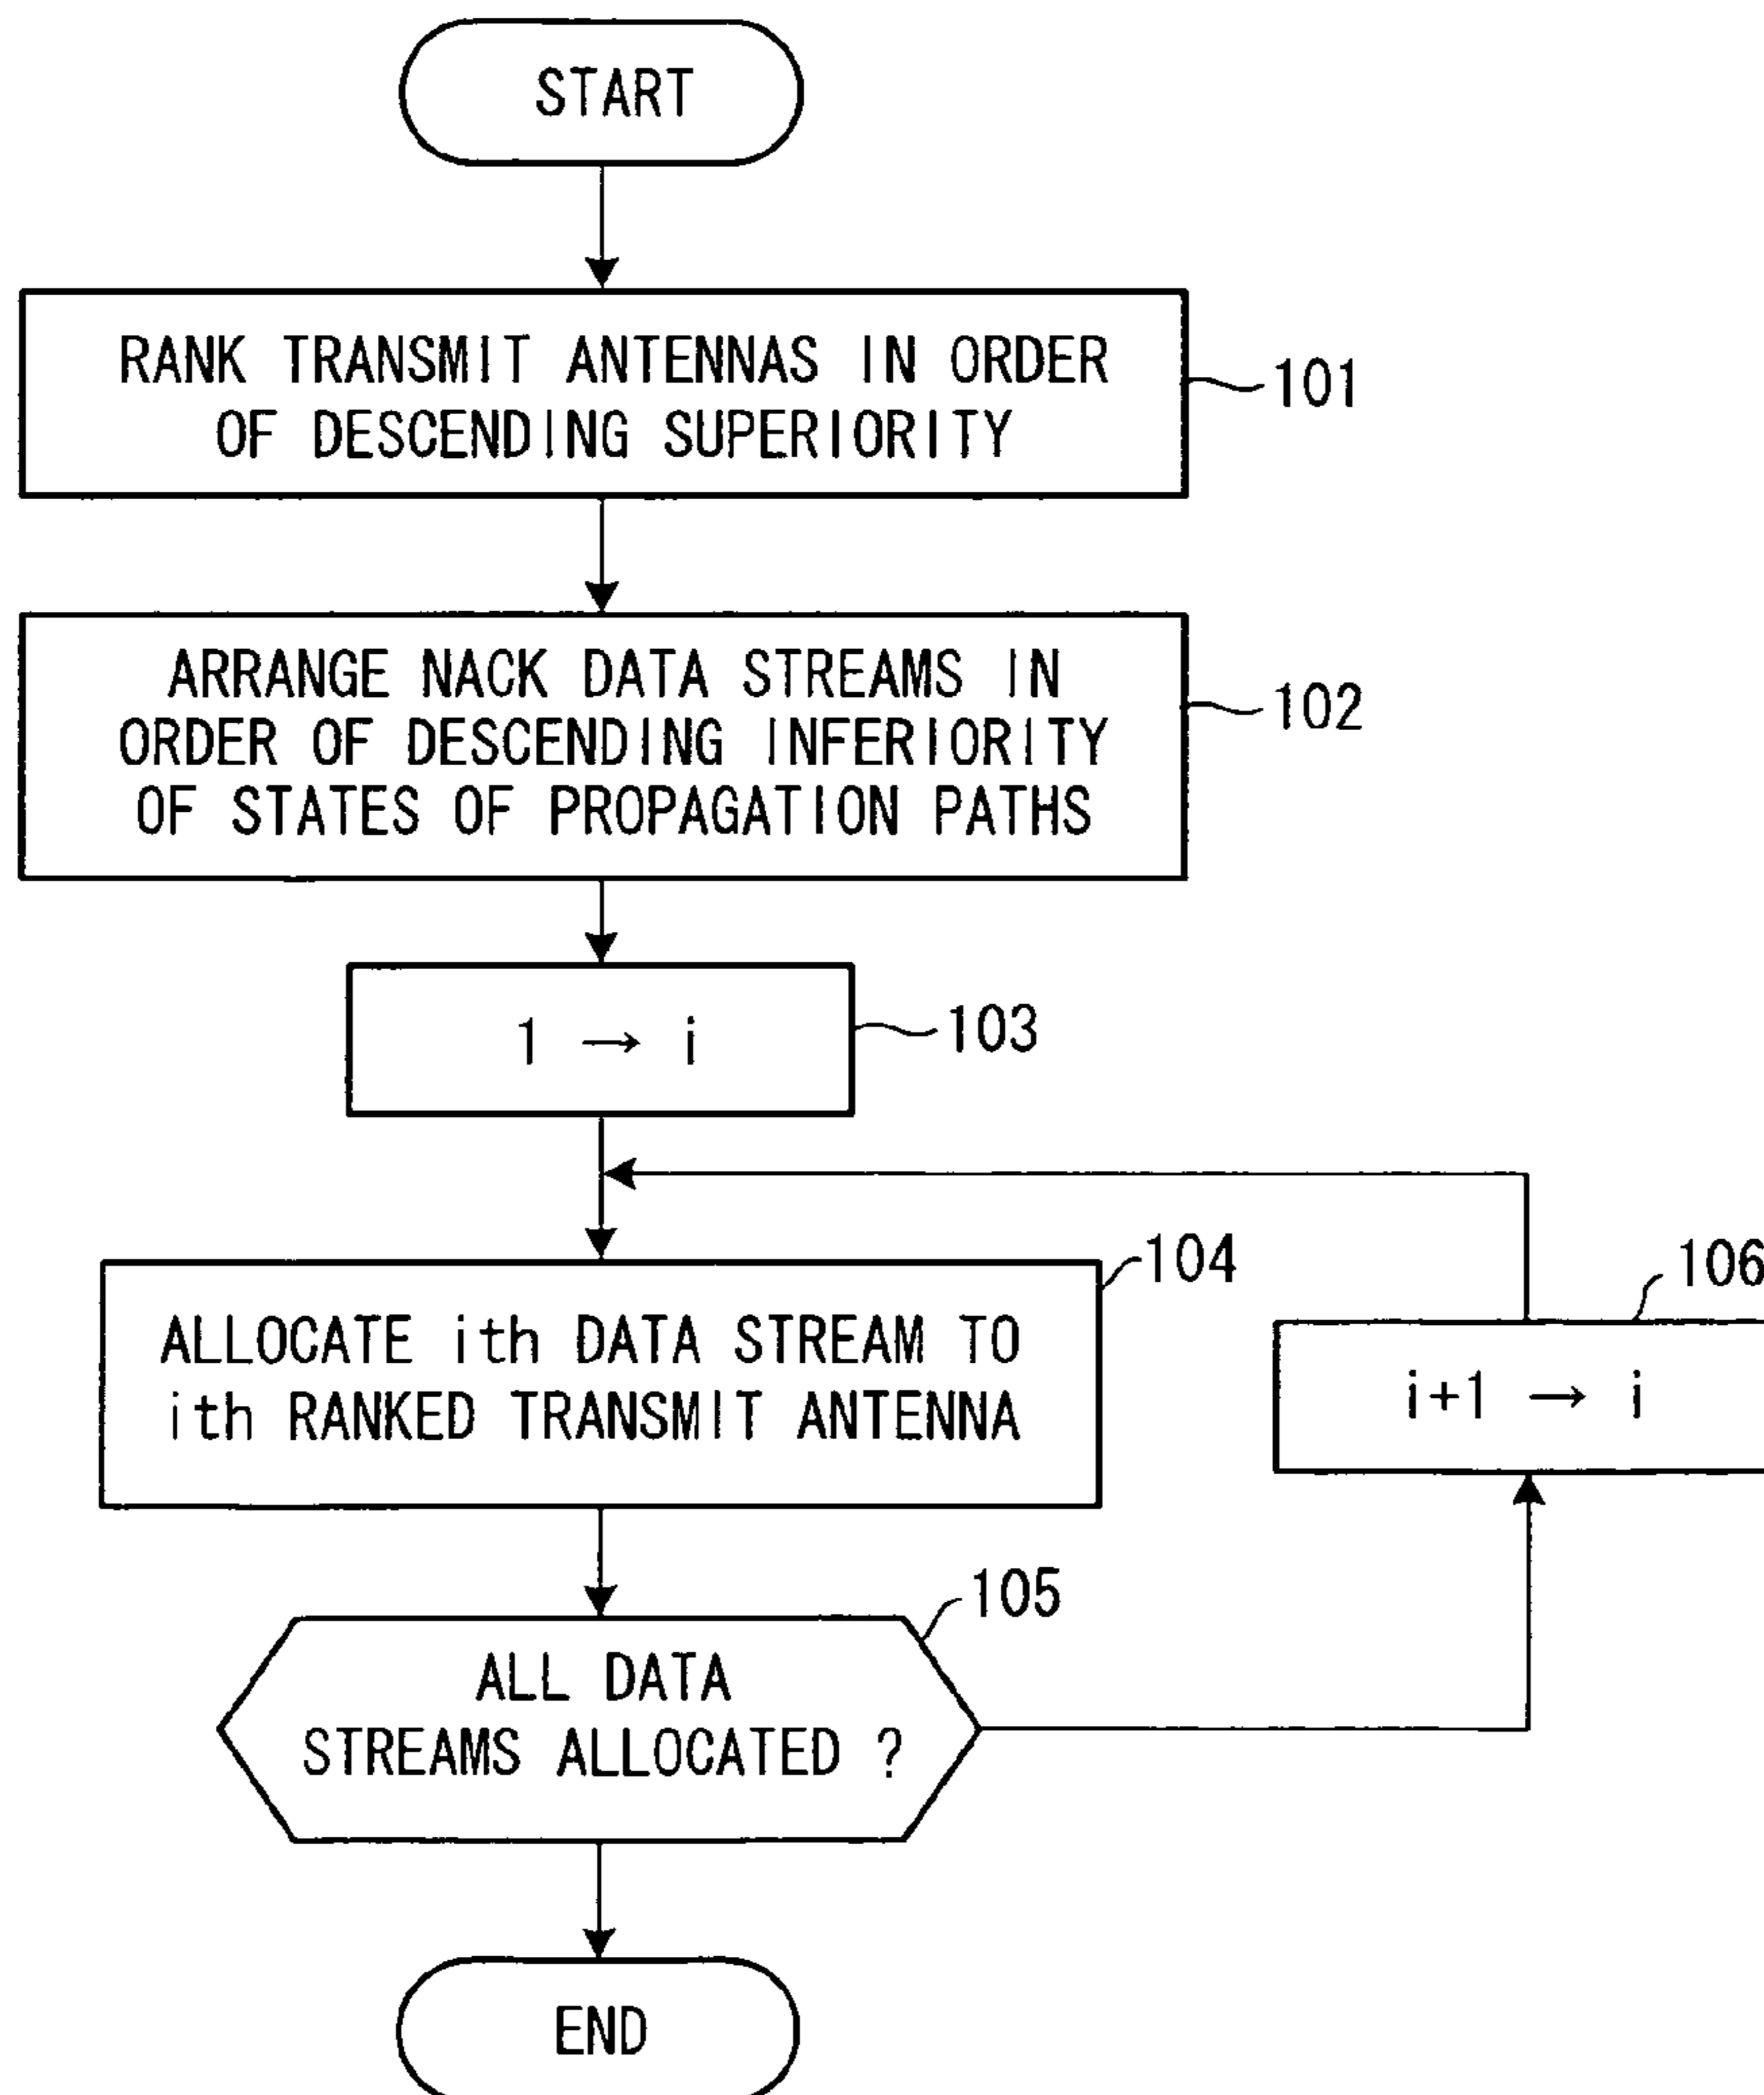 START
RANK TRANSMIT ANTENNAS IN ORDER
OF DESCENDING SUPERIORITY
101
ARRANGE NACK DATA STREAMS IN
ORDER OF DESCENDING INFERIORITY
OF STATES OF PROPAGATION PATHS
102
1 → i
103
ALLOCATE ith DATA STREAM TO
ith RANKED TRANSMIT ANTENNA
104
106
i+1 → i
105
ALL DATA
STREAMS ALLOCATED ?
END